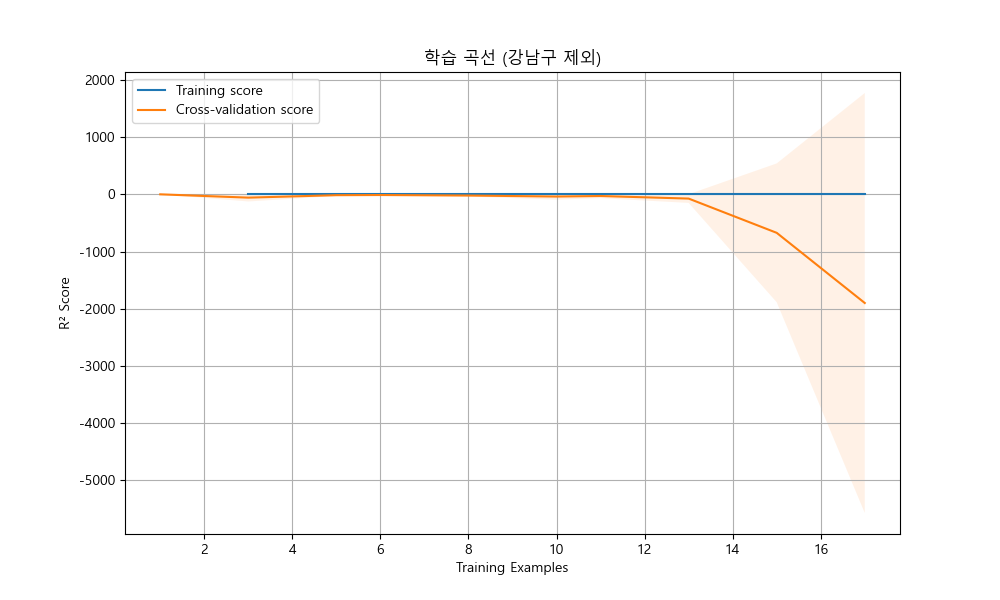 학습 곡선 (강남구 제외)
Training score
Cross-validation score
R² Score
2000
1000
0
-1000
-2000
-3000
-4000
-5000
2 4 6 8 10 12 14 16
Training Examples